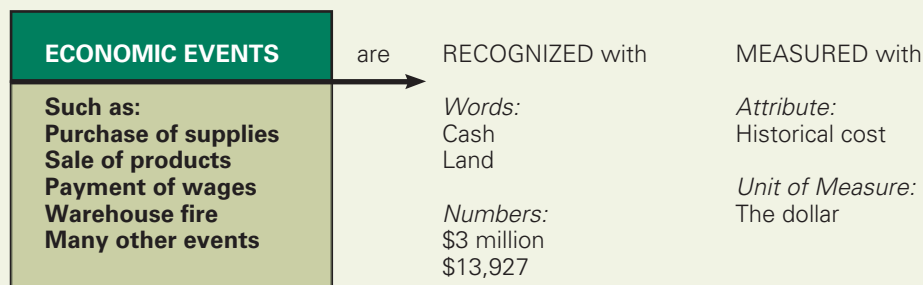 ECONOMIC EVENTS
are
RECOGNIZED with
MEASURED with
Such as:
Purchase of supplies
Sale of products
Payment of wages
Warehouse fire
Many other events
Words:
Cash
Land
Numbers:
$3 million
$13,927
Attribute:
Historical cost
Unit of Measure:
The dollar